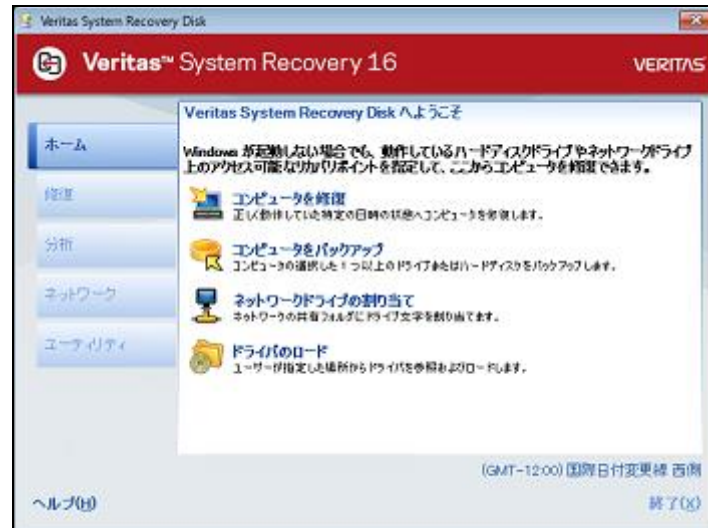 Veritas System Recovery Disk
Veritas™ System Recovery 16
VERITAS
ホーム
修復
分析
ネットワーク
ユーティリティ
Veritas System Recovery Disk へようこそ
Windows が起動しない場合でも、動作しているハードディスクドライブやネットワークドライブ
上のアクセス可能なリカバリポイントを指定して、ここからコンピュータを修復できます。
コンピュータを修復
正しく動作していた特定の日時の状態へコンピュータを修復します。
コンピュータをバックアップ
コンピュータの選択した 1 つ以上のドライブまたはハードディスクをバックアップします。
ネットワークドライブの割り当て
ネットワークの共有フォルダにドライブ文字を割り当てます。
ドライバのロード
ユーザーが指定した場所からドライバを参照およびロードします。
(GMT-12:00) 国際日付変更線 西側
ヘルプ(H)
終了(X)